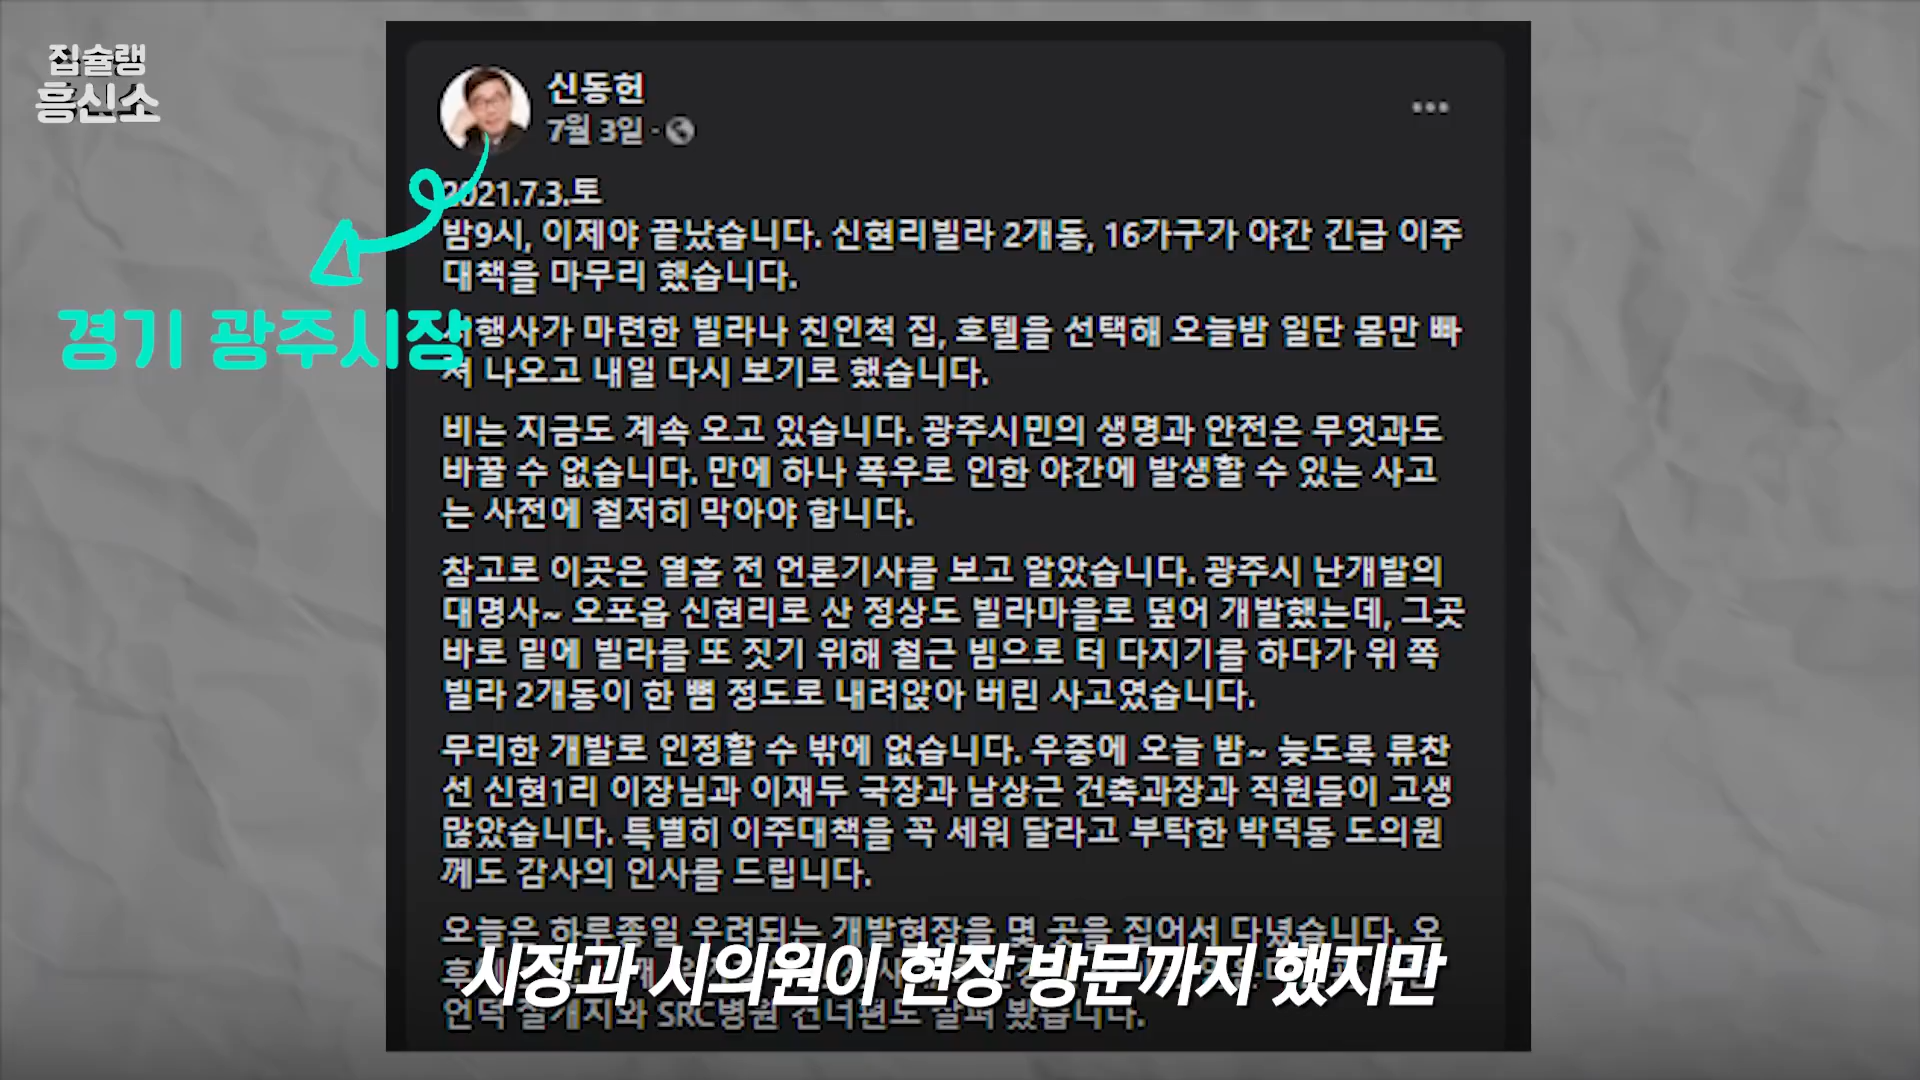 집슐랭
흥신소
신동헌
7월 3일 ·
2021.7.3.토
밤9시, 이제야 끝났습니다. 신현리빌라 2개동, 16가구가 야간 긴급 이주
대책을 마무리 했습니다.
경기 광주시장
시행사가 마련한 빌라나 친인척 집, 호텔을 선택해 오늘밤 일단 몸만 빠
져 나오고 내일 다시 보기로 했습니다.
비는 지금도 계속 오고 있습니다. 광주시민의 생명과 안전은 무엇과도
바꿀 수 없습니다. 만에 하나 폭우로 인한 야간에 발생할 수 있는 사고
는 사전에 철저히 막아야 합니다.
참고로 이곳은 열흘 전 언론기사를 보고 알았습니다. 광주시 난개발의
대명사~ 오포읍 신현리로 산 정상도 빌라마을로 덮어 개발했는데, 그곳
바로 밑에 빌라를 또 짓기 위해 철근 빔으로 터 다지기를 하다가 위 쪽
빌라 2개동이 한 뼘 정도로 내려앉아 버린 사고였습니다.
무리한 개발로 인정할 수 밖에 없습니다. 우중에 오늘 밤~ 늦도록 류찬
선 신현1리 이장님과 이재두 국장과 남상근 건축과장과 직원들이 고생
많았습니다. 특별히 이주대책을 꼭 세워 달라고 부탁한 박덕동 도의원
께도 감사의 인사를 드립니다.
오늘은 하루종일 우려되는 개발현장을 몇 곳을 집어서 다녔습니다. 오
시장과 시의원이 현장 방문까지 했지만
SRC병원 건너편도 살펴 봤습니다.